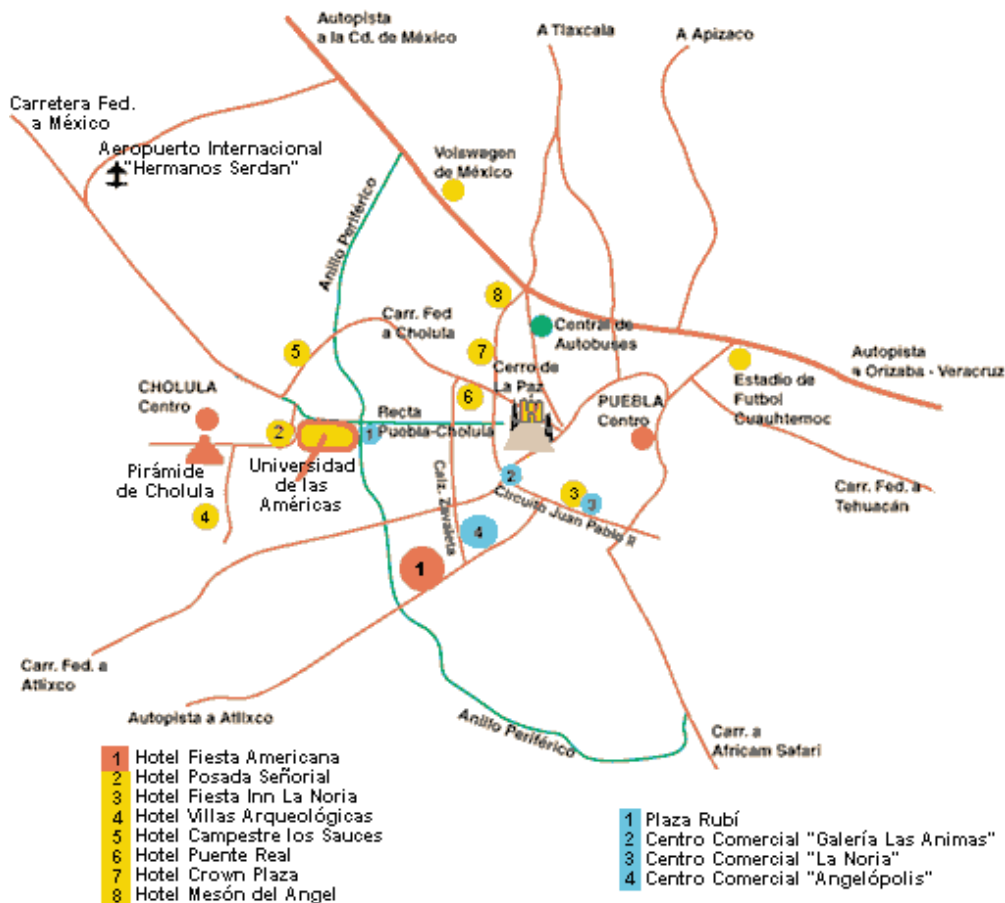 Autopista
a la Cd. de México
A Tlaxcala
A Apizaco
Carretera Fed.
a México
Aeropuerto Internacional
"Hermanos Serdan"
Volswagen
de México
Anillo Periférico
8
Carr. Fed
a Cholula
Central de
Autobuses
5
7
Cerro de
La Paz
Autopista
a Orizaba - Veracruz
Estadio de
Futbol
Cuauhtemoc
CHOLULA
Centro
6
PUEBLA
Centro
Recta
Puebla-Cholula
2
1
Pirámide
de Cholula
Universidad
de las
Américas
Calz. Zavaleta
2
3
3
Circuito Juan Pablo II
Carr. Fed. a
Tehuacán
4
4
1
Carr. Fed. a
Atlixco
Autopista a Atlixco
Anillo Periférico
Carr. a
Africam Safari
1 Hotel Fiesta Americana
2 Hotel Posada Señorial
3 Hotel Fiesta Inn La Noria
4 Hotel Villas Arqueológicas
5 Hotel Campestre los Sauces
6 Hotel Puente Real
7 Hotel Crown Plaza
8 Hotel Mesón del Angel
1 Plaza Rubí
2 Centro Comercial "Galería Las Animas"
3 Centro Comercial "La Noria"
4 Centro Comercial "Angelópolis"